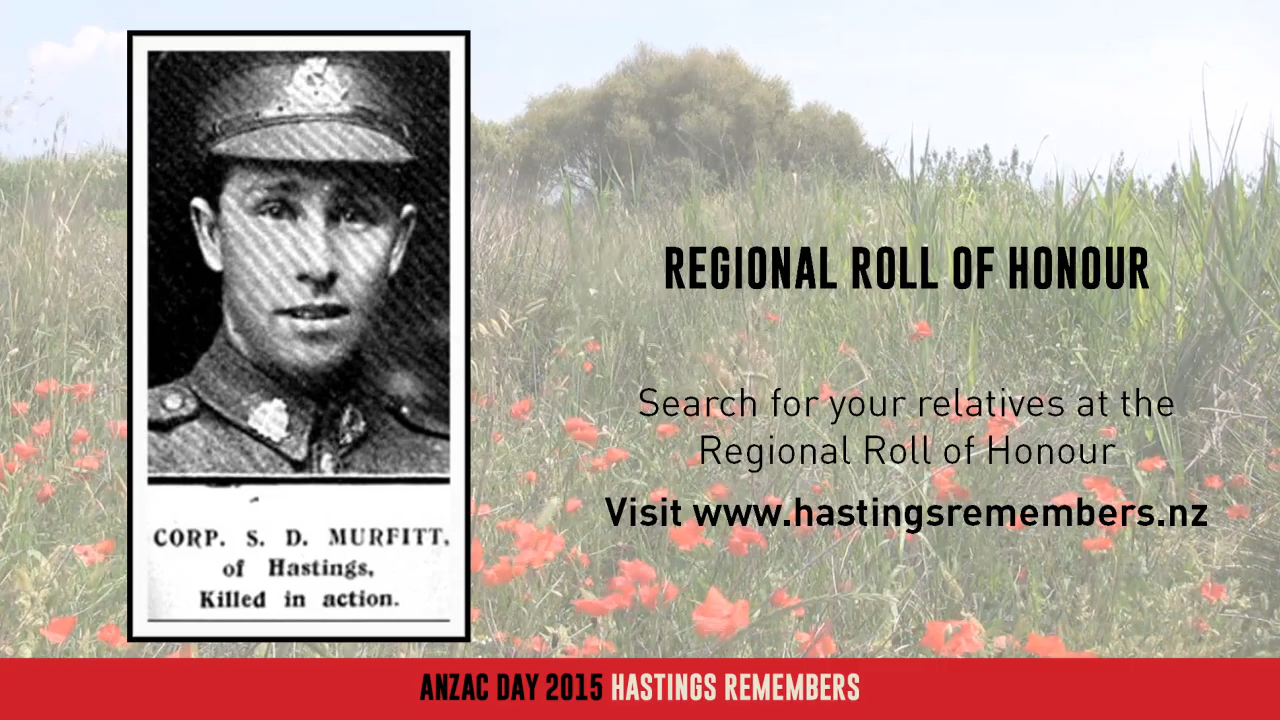 CORP. S. D. MURFITT,
of Hastings,
Killed in action.
REGIONAL ROLL OF HONOUR
Search for your relatives at the
Regional Roll of Honour
Visit www.hastingsremembers.nz
ANZAC DAY 2015 HASTINGS REMEMBERS